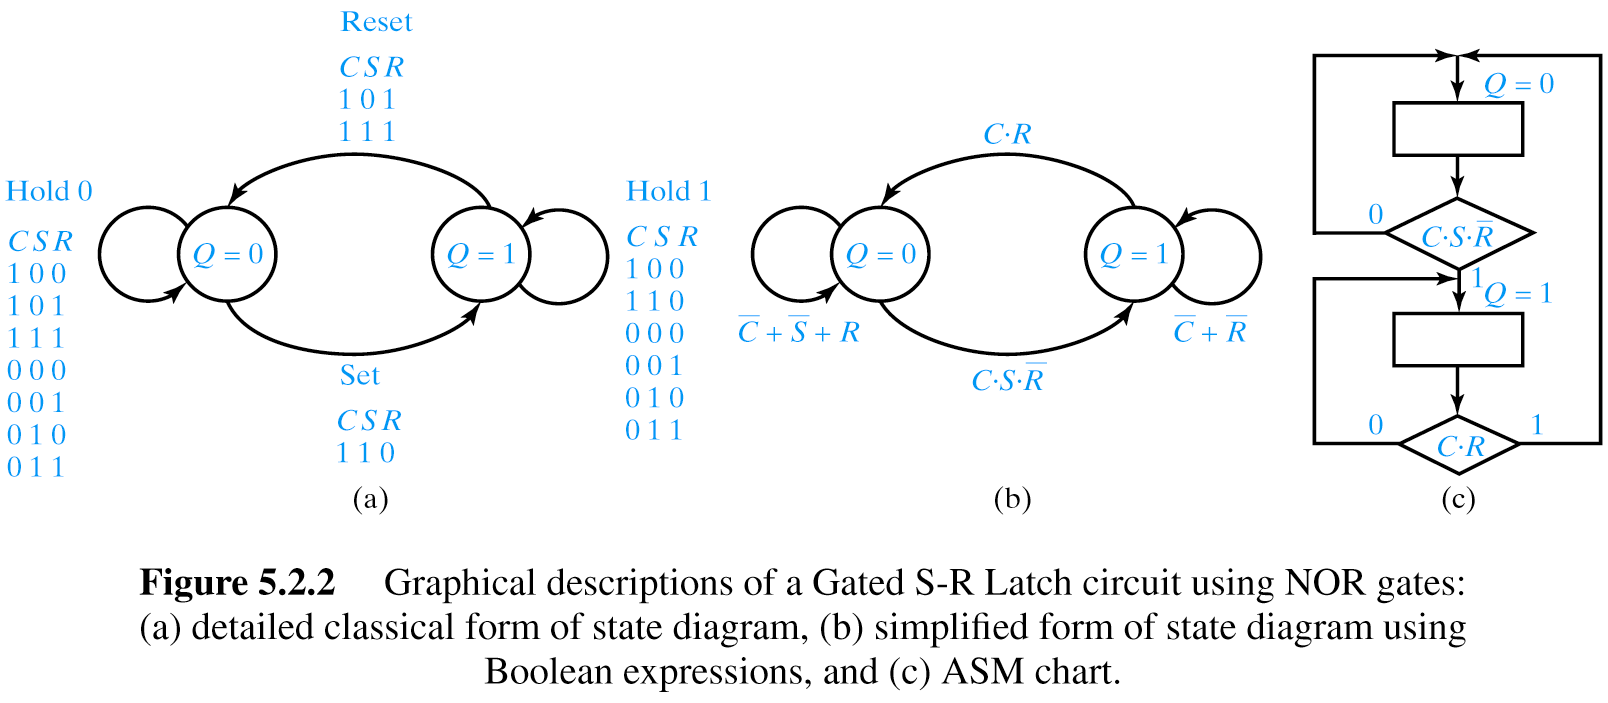 Reset
C S R
1 0 1
1 1 1
Hold 0
C S R
1 0 0
1 0 1
1 1 1
0 0 0
0 0 1
0 1 0
0 1 1
Q = 0
Q = 1
Set
C S R
1 1 0
Hold 1
C S R
1 0 0
1 1 0
0 0 0
0 0 1
0 1 0
0 1 1
(a)
C·R
Q = 0
Q = 1
C̅ + S̅ + R
C̅ + R̅
C·S·R̅
(b)
Q = 0
0
C·S·R̅
1
Q = 1
0
C·R
1
(c)
Figure 5.2.2 Graphical descriptions of a Gated S-R Latch circuit using NOR gates:
(a) detailed classical form of state diagram, (b) simplified form of state diagram using
Boolean expressions, and (c) ASM chart.